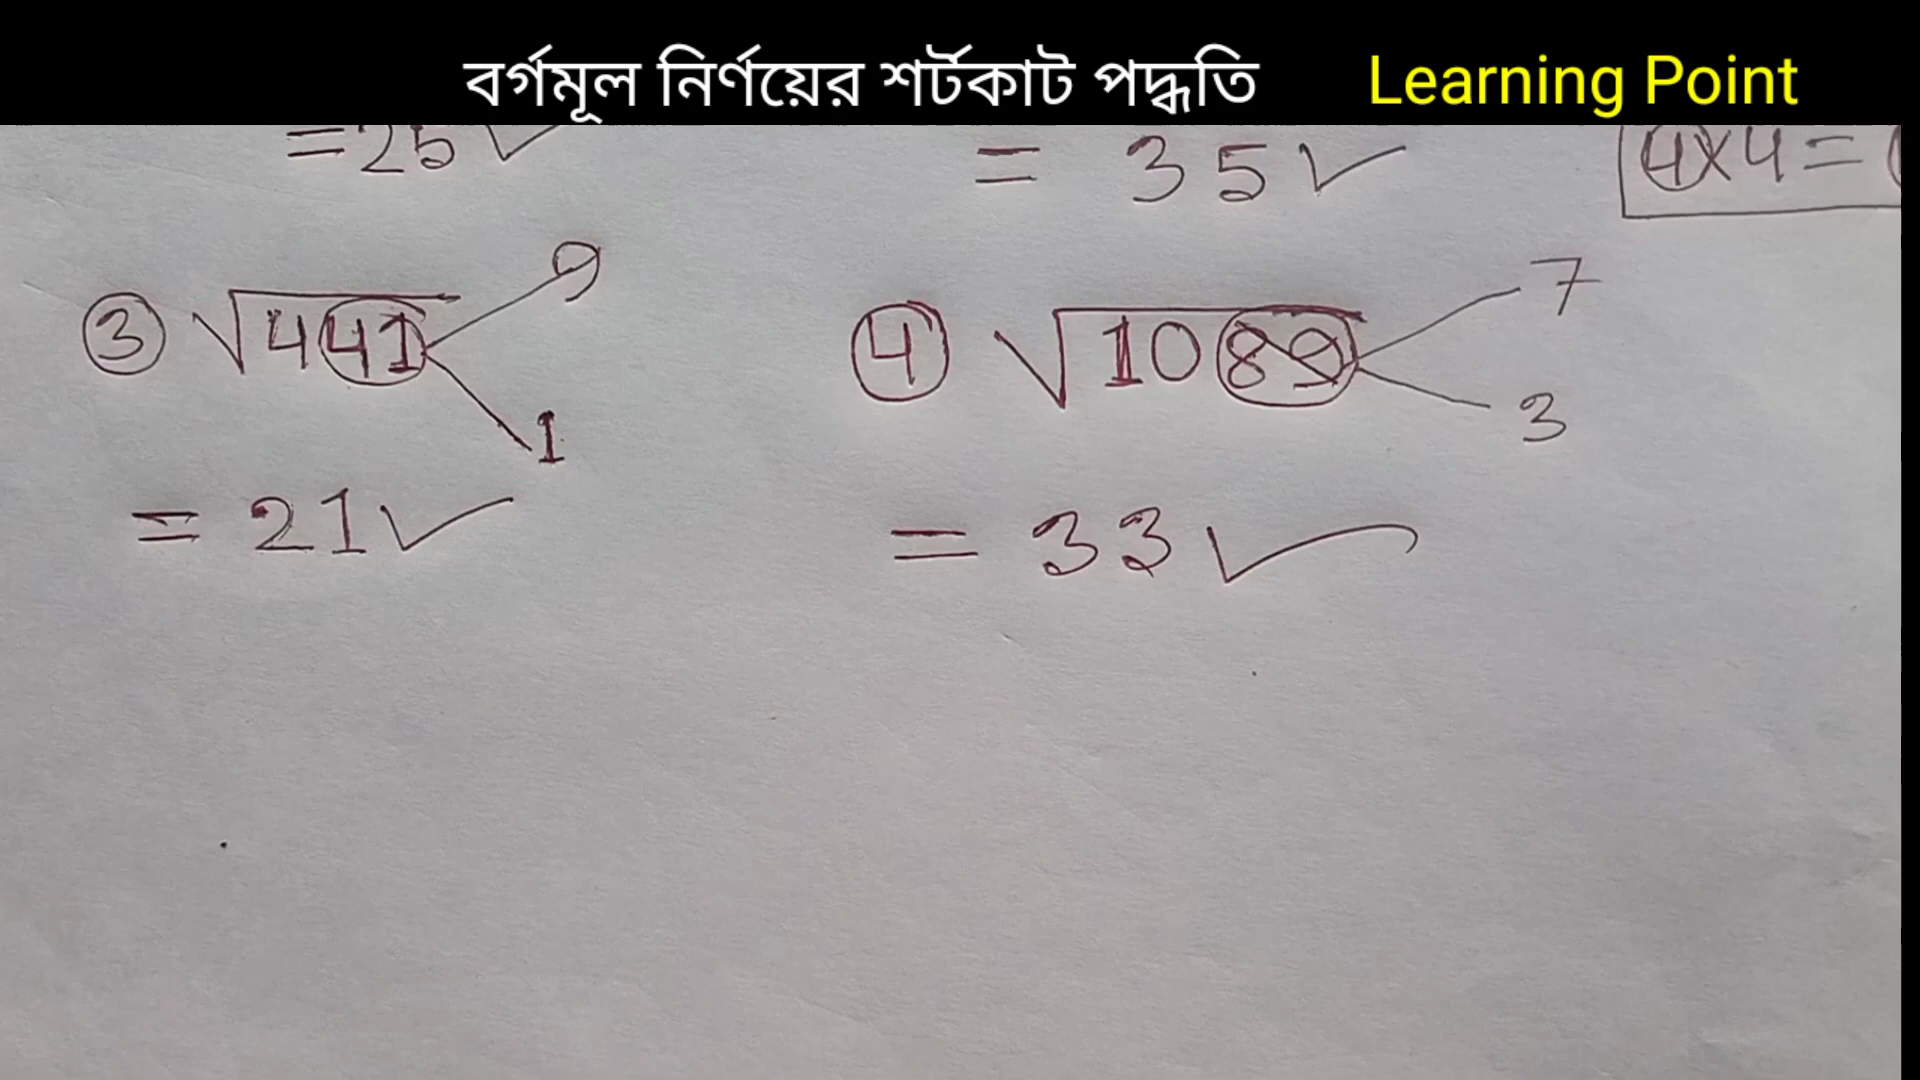 বর্গমূল নির্ণয়ের শর্টকাট পদ্ধতি Learning Point
=25✓
= 35✓
4×4=
③ √441 9
1
= 21✓
④ √1089 7
3
= 33✓